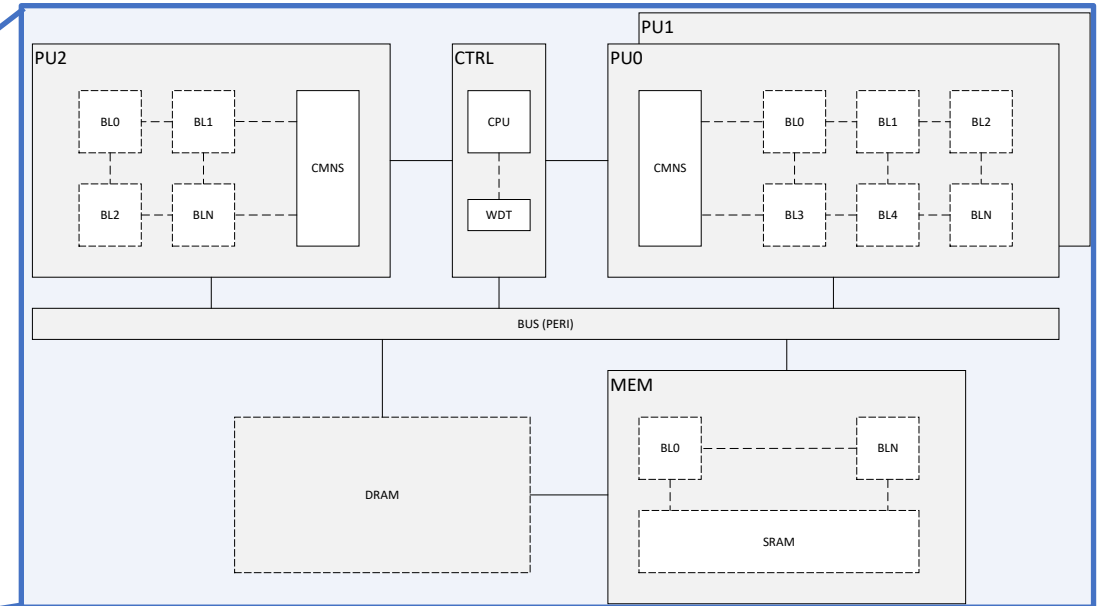 PU1
PU2
CTRL
PU0
BL0
BL1
CPU
BL0
BL1
BL2
CMNS
CMNS
BL2
BLN
WDT
BL3
BL4
BLN
BUS (PERI)
MEM
BL0
BLN
DRAM
SRAM